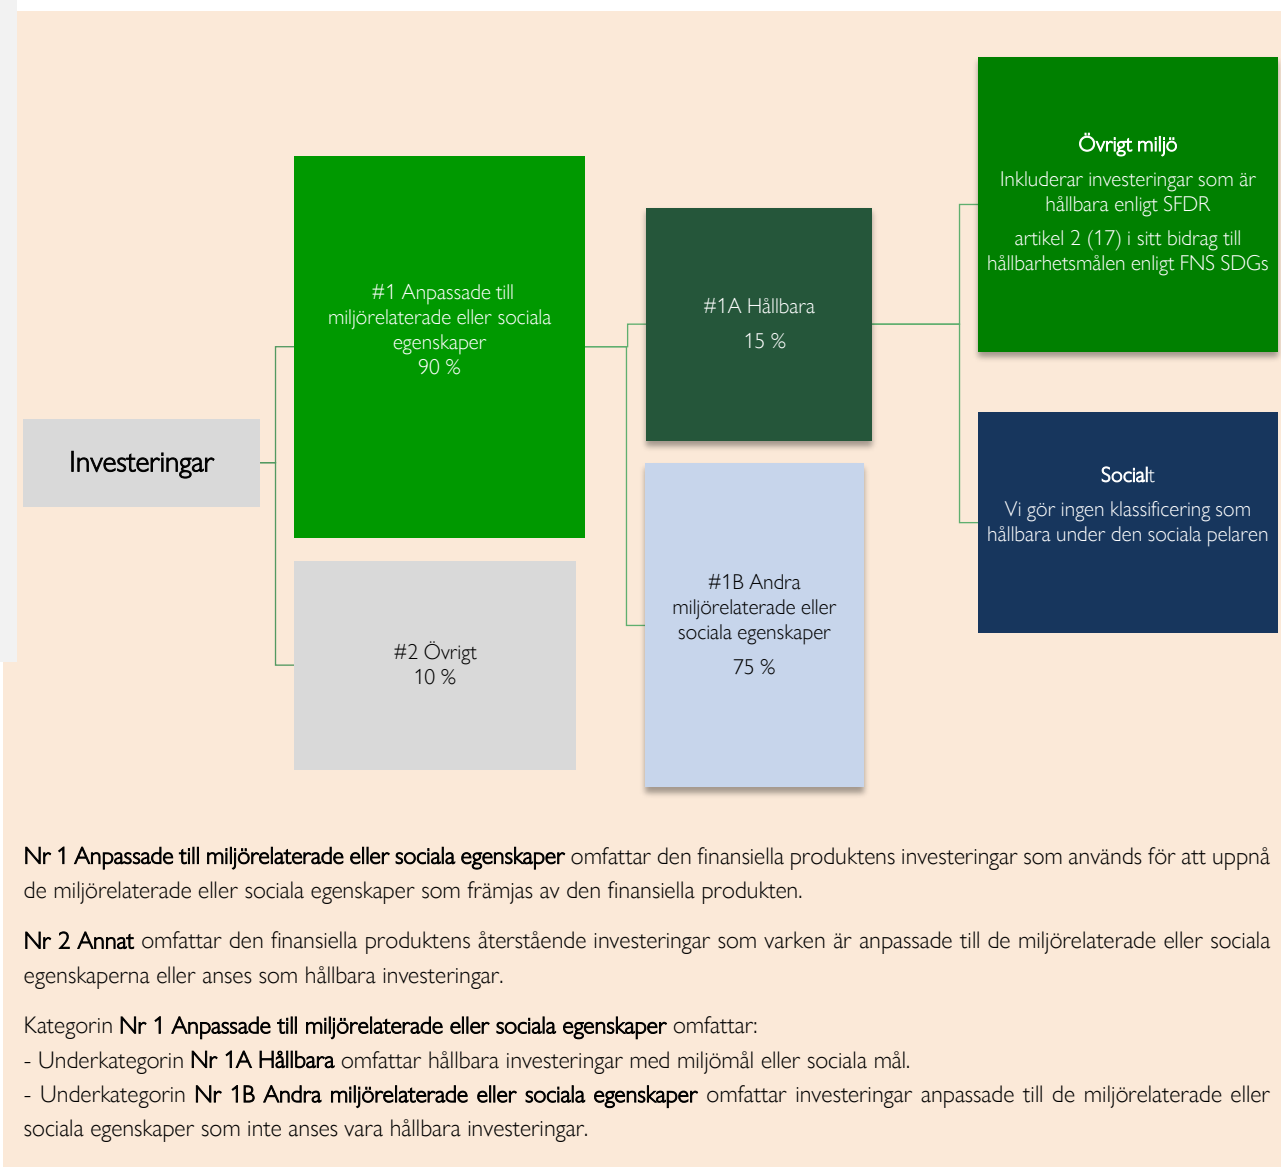 Investeringar
#1 Anpassade till
miljörelaterade eller sociala
egenskaper
90 %
#2 Övrigt
10 %
#1A Hållbara
15 %
#1B Andra
miljörelaterade eller
sociala egenskaper
75 %
Övrigt miljö
Inkluderar investeringar som är
hållbara enligt SFDR
artikel 2 (17) i sitt bidrag till
hållbarhetsmålen enligt FNS SDGs
Socialt
Vi gör ingen klassificering som
hållbara under den sociala pelaren
Nr 1 Anpassade till miljörelaterade eller sociala egenskaper omfattar den finansiella produktens investeringar som används för att uppnå
de miljörelaterade eller sociala egenskaper som främjas av den finansiella produkten.
Nr 2 Annat omfattar den finansiella produktens återstående investeringar som varken är anpassade till de miljörelaterade eller sociala
egenskaperna eller anses som hållbara investeringar.
Kategorin Nr 1 Anpassade till miljörelaterade eller sociala egenskaper omfattar:
- Underkategorin Nr 1A Hållbara omfattar hållbara investeringar med miljömål eller sociala mål.
- Underkategorin Nr 1B Andra miljörelaterade eller sociala egenskaper omfattar investeringar anpassade till de miljörelaterade eller
sociala egenskaper som inte anses vara hållbara investeringar.